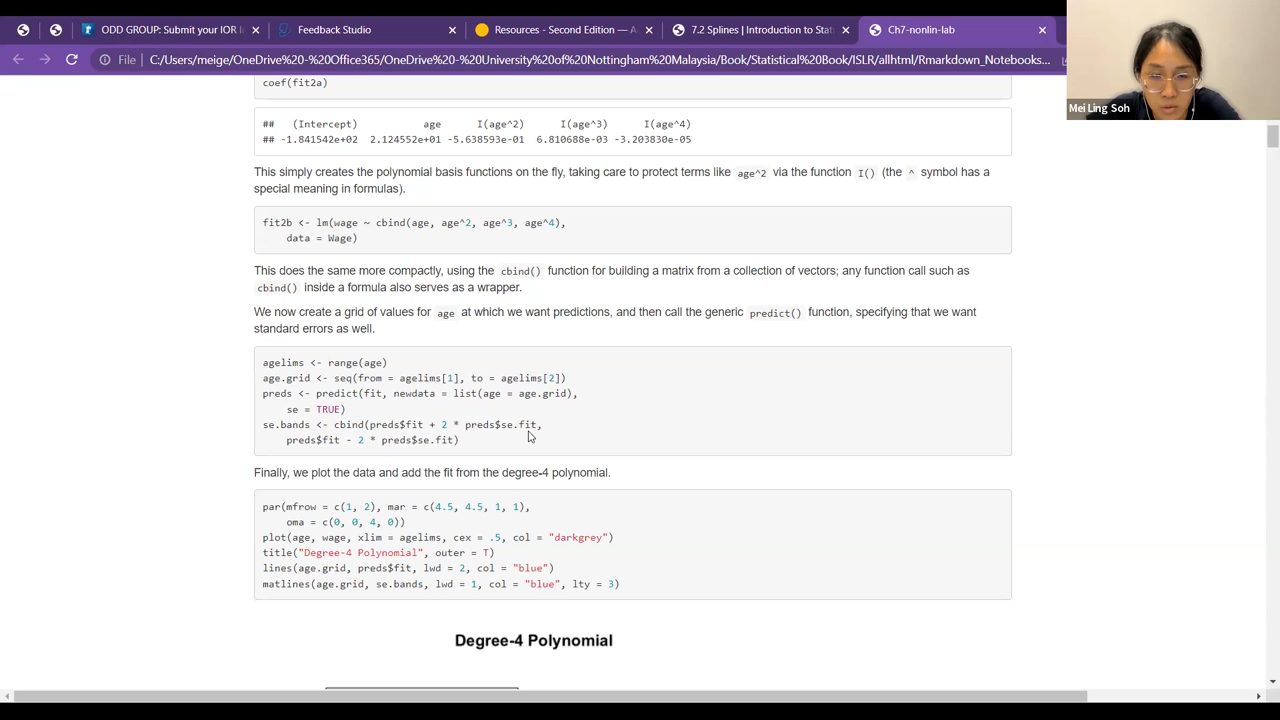 ODD GROUP: Submit your IOR l
Feedback Studio
Resources - Second Edition — A
7.2 Splines | Introduction to Stat
Ch7-nonlin-lab
File
C:/Users/meige/OneDrive%20-%20Office365/OneDrive%20-%20University%20of%20Nottingham%20Malaysia/Book/Statistical%20Book/ISLR/allhtml/Rmarkdown_Notebooks...
Mei Ling Soh
coef(fit2a)
## (Intercept) age I(age^2) I(age^3) I(age^4)
## -1.841542e+02 2.124552e+01 -5.638593e-01 6.810688e-03 -3.203830e-05
This simply creates the polynomial basis functions on the fly, taking care to protect terms like age^2 via the function I() (the ^ symbol has a
special meaning in formulas).
fit2b <- lm(wage ~ cbind(age, age^2, age^3, age^4),
data = Wage)
This does the same more compactly, using the cbind() function for building a matrix from a collection of vectors; any function call such as
cbind() inside a formula also serves as a wrapper.
We now create a grid of values for age at which we want predictions, and then call the generic predict() function, specifying that we want
standard errors as well.
agelims <- range(age)
age.grid <- seq(from = agelims[1], to = agelims[2])
preds <- predict(fit, newdata = list(age = age.grid),
se = TRUE)
se.bands <- cbind(preds$fit + 2 * preds$se.fit,
preds$fit - 2 * preds$se.fit)
Finally, we plot the data and add the fit from the degree-4 polynomial.
par(mfrow = c(1, 2), mar = c(4.5, 4.5, 1, 1),
oma = c(0, 0, 4, 0))
plot(age, wage, xlim = agelims, cex = .5, col = "darkgrey")
title("Degree-4 Polynomial", outer = T)
lines(age.grid, preds$fit, lwd = 2, col = "blue")
matlines(age.grid, se.bands, lwd = 1, col = "blue", lty = 3)
Degree-4 Polynomial